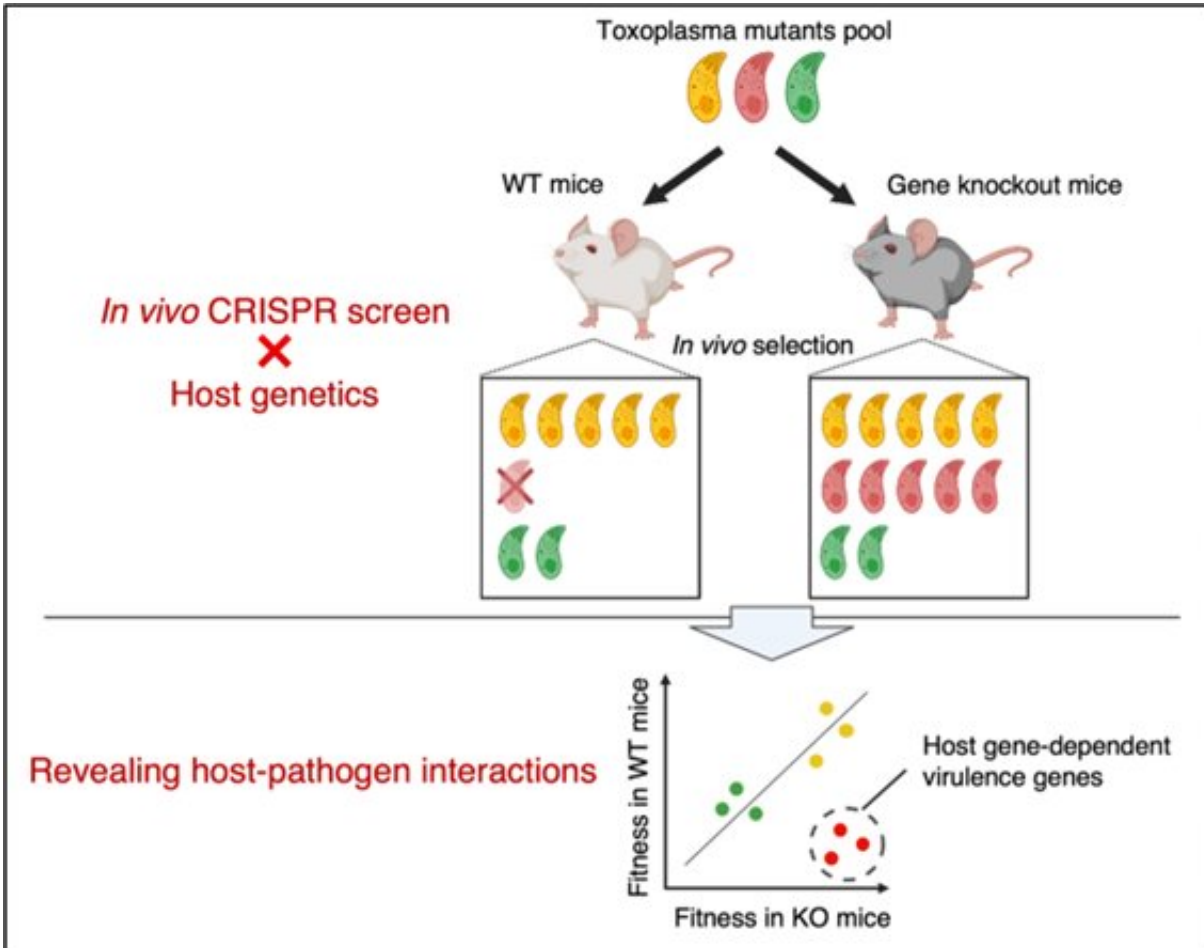 Toxoplasma mutants pool
WT mice
Gene knockout mice
In vivo CRISPR screen
Host genetics
In vivo selection
Revealing host-pathogen interactions
Fitness in WT mice
Host gene-dependent
virulence genes
Fitness in KO mice